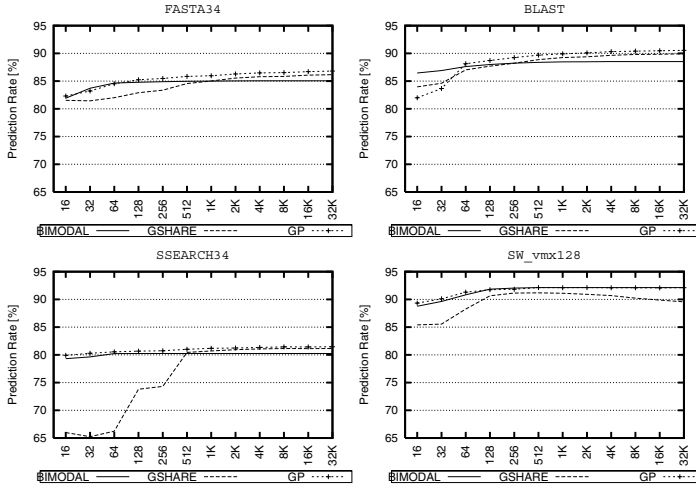 FASTA34
95
90
85
80
75
70
65
Prediction Rate [%]
16 32 64 128 256 512 1K 2K 4K 8K 16K 32K
BIMODAL GSHARE GP
BLAST
95
90
85
80
75
70
65
Prediction Rate [%]
16 32 64 128 256 512 1K 2K 4K 8K 16K 32K
BIMODAL GSHARE GP
SSEARCH34
95
90
85
80
75
70
65
Prediction Rate [%]
16 32 64 128 256 512 1K 2K 4K 8K 16K 32K
BIMODAL GSHARE GP
SW_vmx128
95
90
85
80
75
70
65
Prediction Rate [%]
16 32 64 128 256 512 1K 2K 4K 8K 16K 32K
BIMODAL GSHARE GP